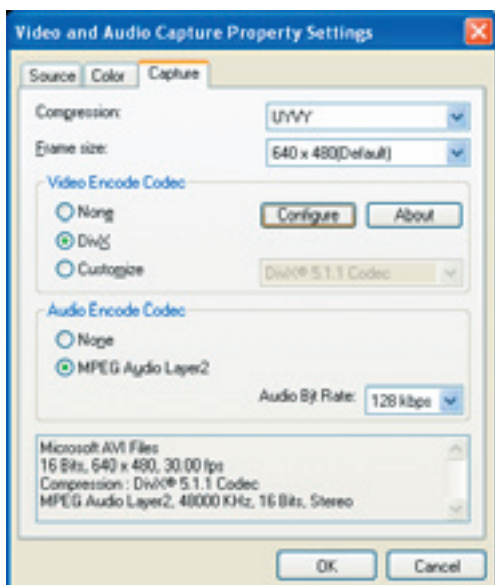 Video and Audio Capture Property Settings
Source Color Capture
Compression: UYVY
Frame size: 640 x 480(Default)
Video Encode Codec
None Configure About
DivX
Customize DivX® 5.1.1 Codec
Audio Encode Codec
None
MPEG Audio Layer2
Audio Bit Rate: 128 kbps
Microsoft AVI Files
16 Bits, 640 x 480, 30.00 fps
Compression : DivX® 5.1.1 Codec
MPEG Audio Layer2, 48000 KHz, 16 Bits, Stereo
OK Cancel